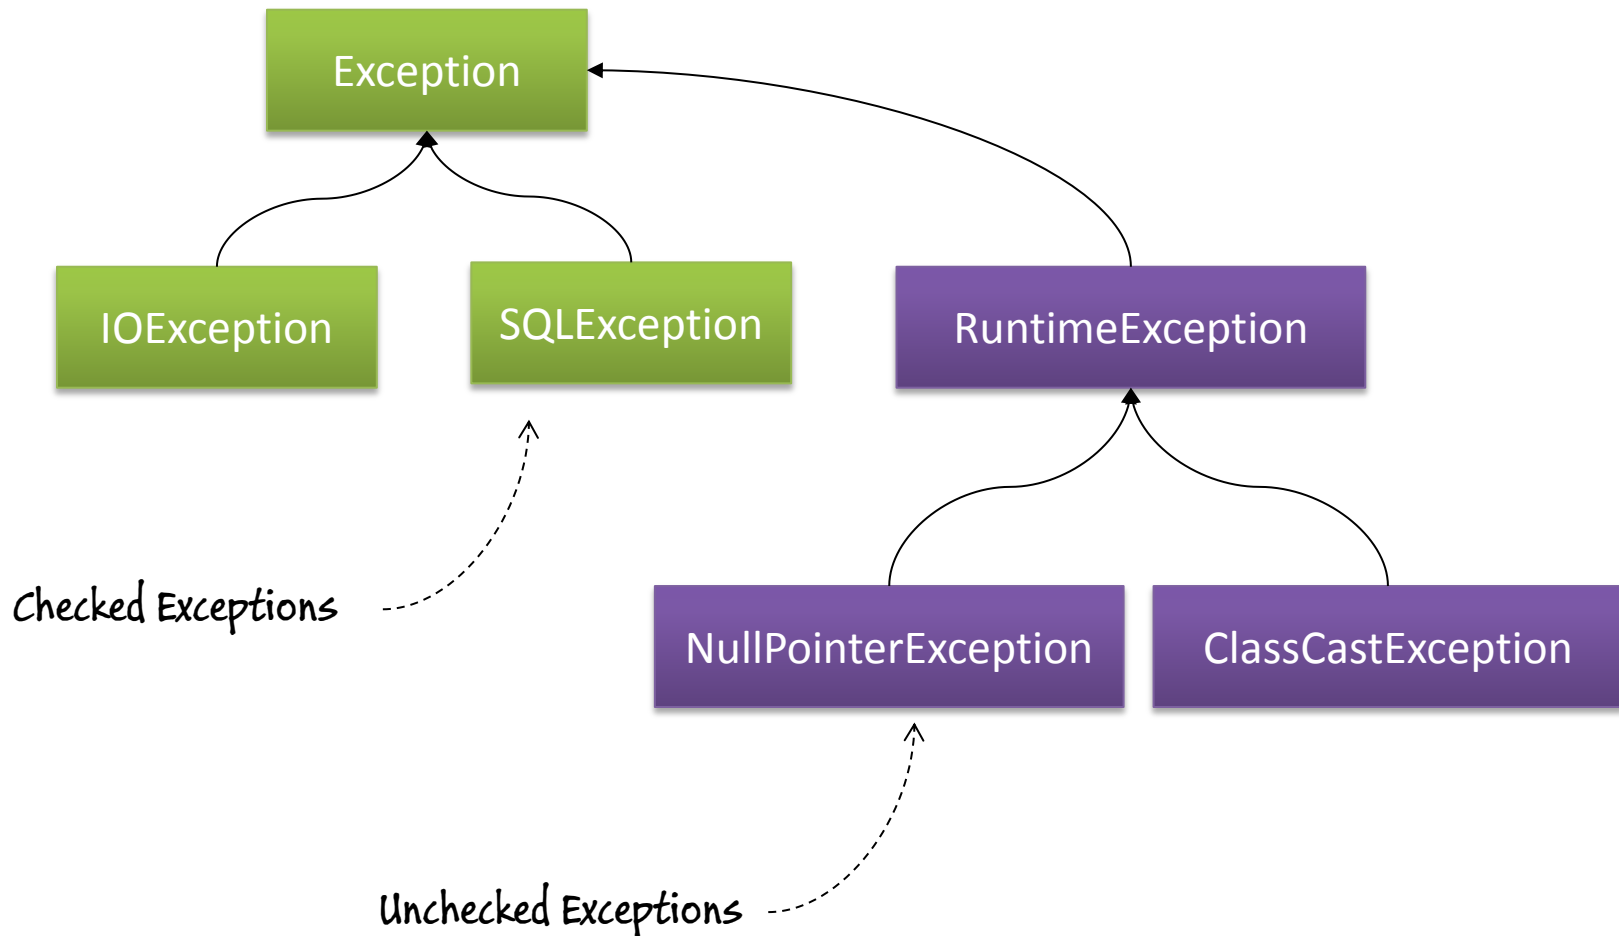 Exception
IOException
SQLException
RuntimeException
Checked Exceptions
NullPointerException
ClassCastException
Unchecked Exceptions